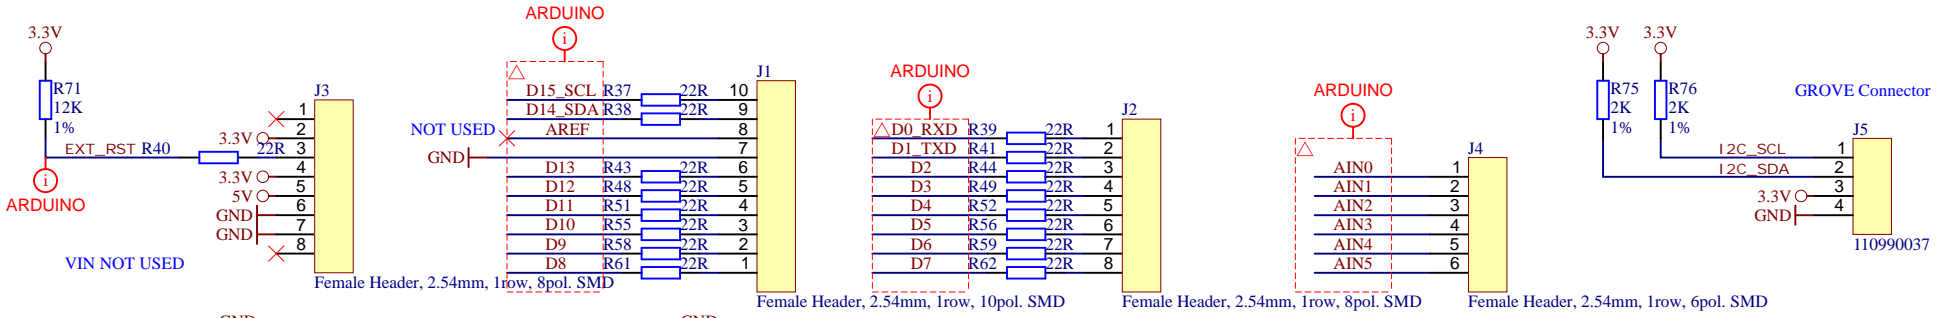 3.3V
R71
12K
1%
EXT_RST R40 22R
ARDUINO
J3
1
3.3V 2
3
3.3V 4
5V 5
GND 6
GND 7
8
VIN NOT USED
Female Header, 2.54mm, 1row, 8pol. SMD
ARDUINO
J1
D15_SCL R37 22R 10
D14_SDA R38 22R 9
NOT USED AREF 8
GND 7
D13 R43 22R 6
D12 R48 22R 5
D11 R51 22R 4
D10 R55 22R 3
D9 R58 22R 2
D8 R61 22R 1
Female Header, 2.54mm, 1row, 10pol. SMD
ARDUINO
J2
D0_RXD R39 22R 1
D1_TXD R41 22R 2
D2 R44 22R 3
D3 R49 22R 4
D4 R52 22R 5
D5 R56 22R 6
D6 R59 22R 7
D7 R62 22R 8
Female Header, 2.54mm, 1row, 8pol. SMD
ARDUINO
J4
AIN0 1
AIN1 2
AIN2 3
AIN3 4
AIN4 5
AIN5 6
Female Header, 2.54mm, 1row, 6pol. SMD
3.3V 3.3V
R75 R76
2K 2K
1% 1%
GROVE Connector
J5
I2C_SCL 1
I2C_SDA 2
3.3V 3
GND 4
110990037